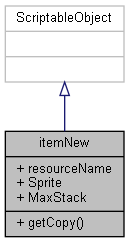 ScriptableObject
itemNew
+ resourceName
+ Sprite
+ MaxStack
+ getCopy()